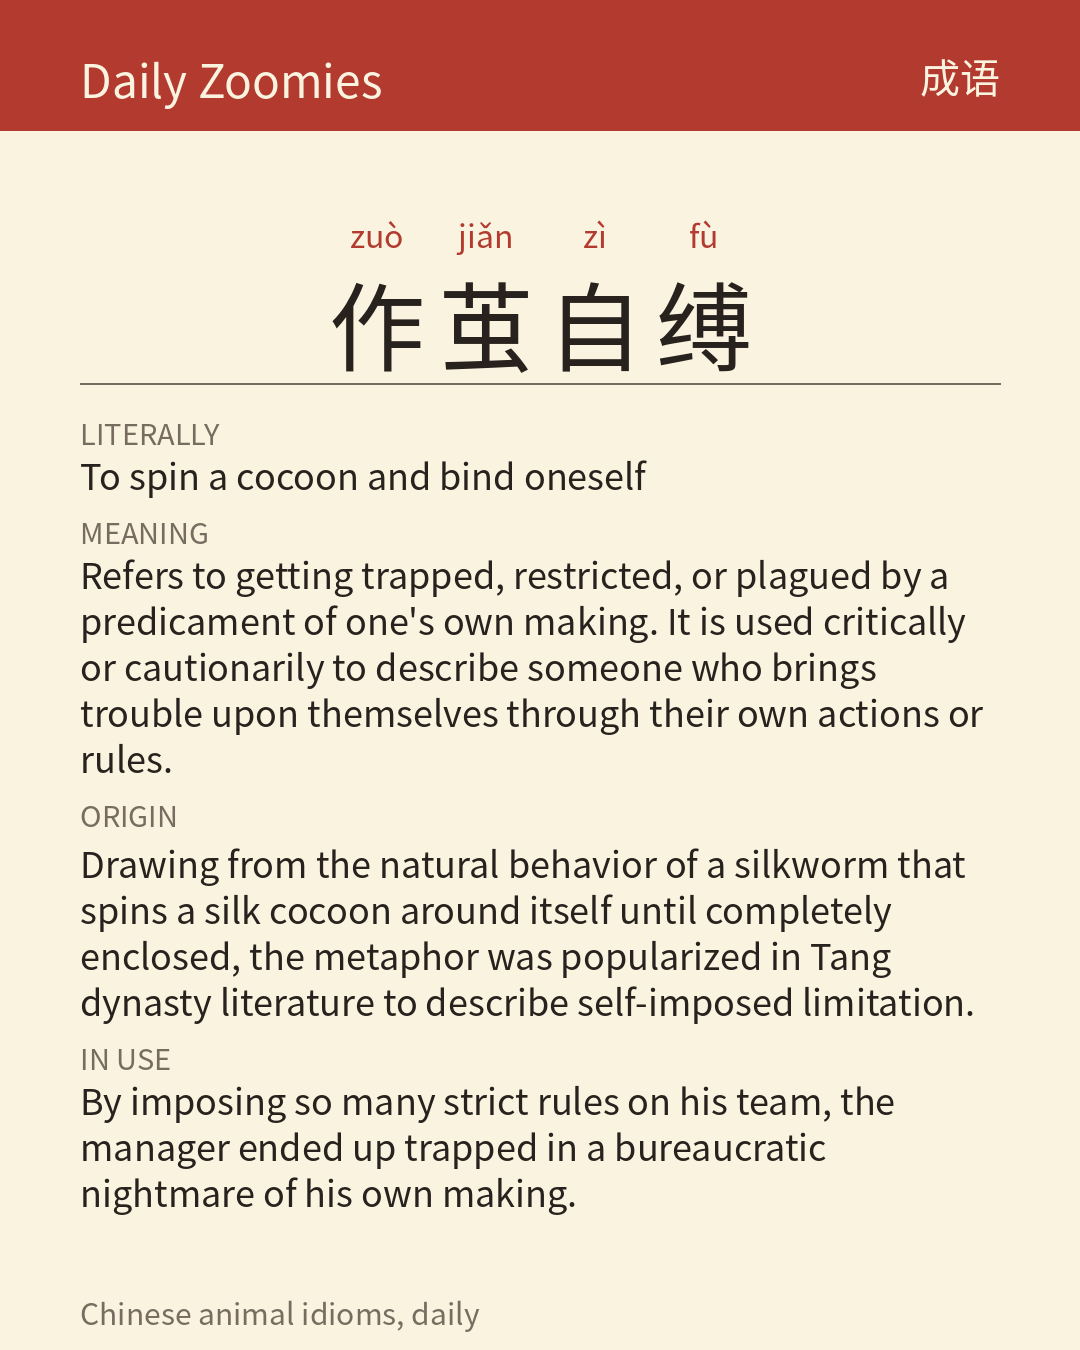 Daily Zoomies
成语
zuò jiǎn zì fù
作茧自缚
LITERALLY
To spin a cocoon and bind oneself
MEANING
Refers to getting trapped, restricted, or plagued by a
predicament of one's own making. It is used critically
or cautionarily to describe someone who brings
trouble upon themselves through their own actions or
rules.
ORIGIN
Drawing from the natural behavior of a silkworm that
spins a silk cocoon around itself until completely
enclosed, the metaphor was popularized in Tang
dynasty literature to describe self-imposed limitation.
IN USE
By imposing so many strict rules on his team, the
manager ended up trapped in a bureaucratic
nightmare of his own making.
Chinese animal idioms, daily